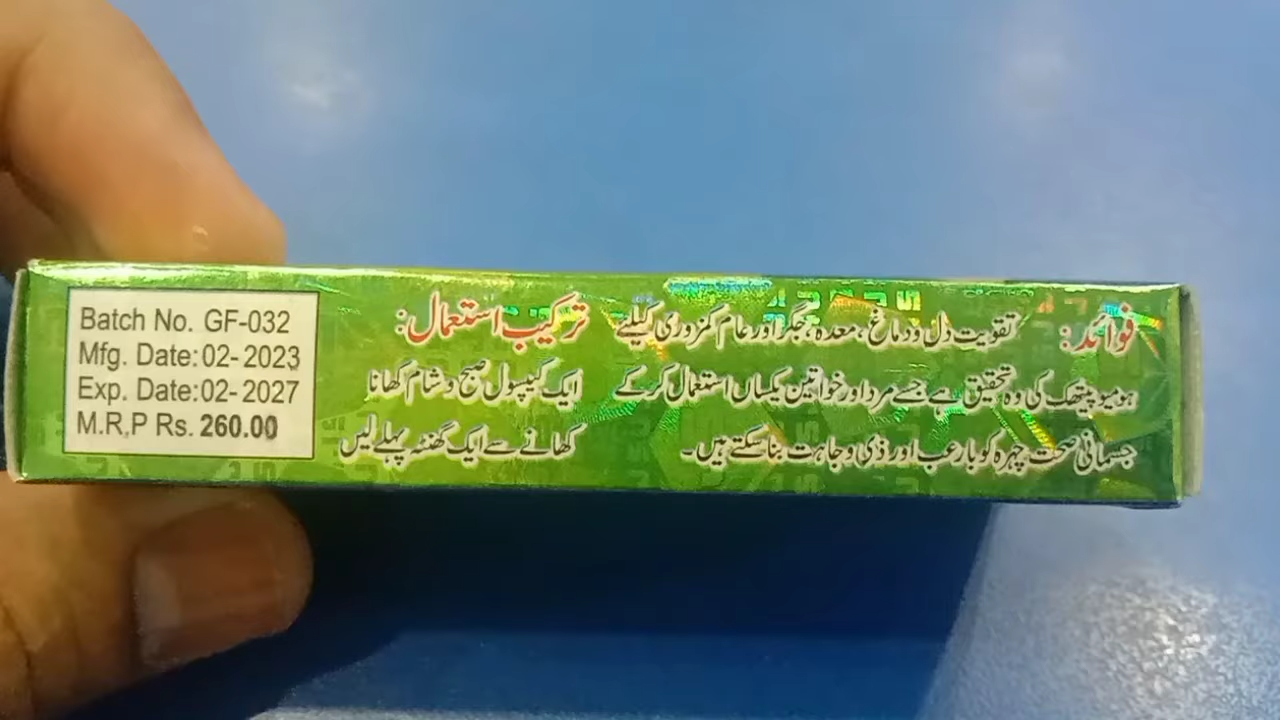 Batch No. GF-032
Mfg. Date: 02-2023
Exp. Date: 02-2027
M.R.P Rs. 260.00
فوائد: تقویت دل و دماغ، معدہ، جگر اور عام کمزوری کیلئے
ہومیوپیتھک کی وہ تحقیق ہے جسے مرد اور خواتین یکساں استعمال کر کے
جسمانی صحت چہرہ کو بارعب اور ذی وجاہت بنا سکتے ہیں۔
ترکیب استعمال:
ایک کیپسول صبح و شام کھانا
کھانے سے ایک گھنٹہ پہلے لیں